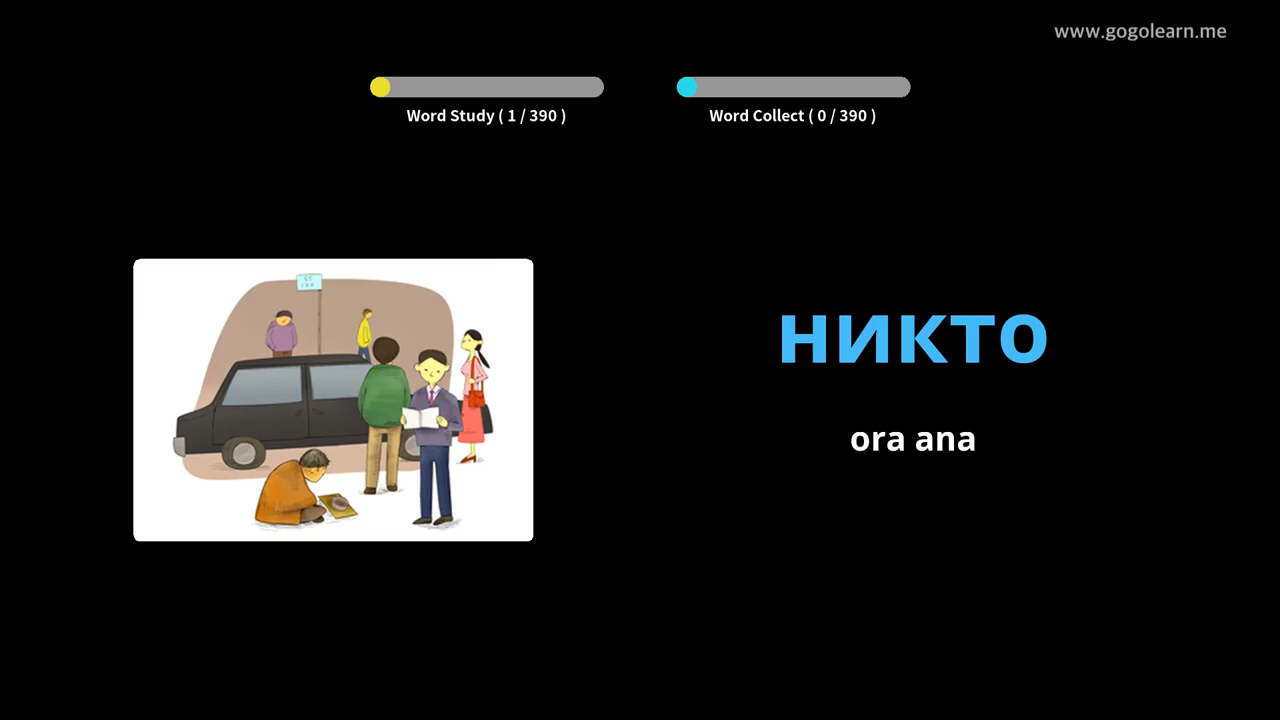 www.gogolearn.me
Word Study ( 1 / 390 )
Word Collect ( 0 / 390 )
никто
ora ana